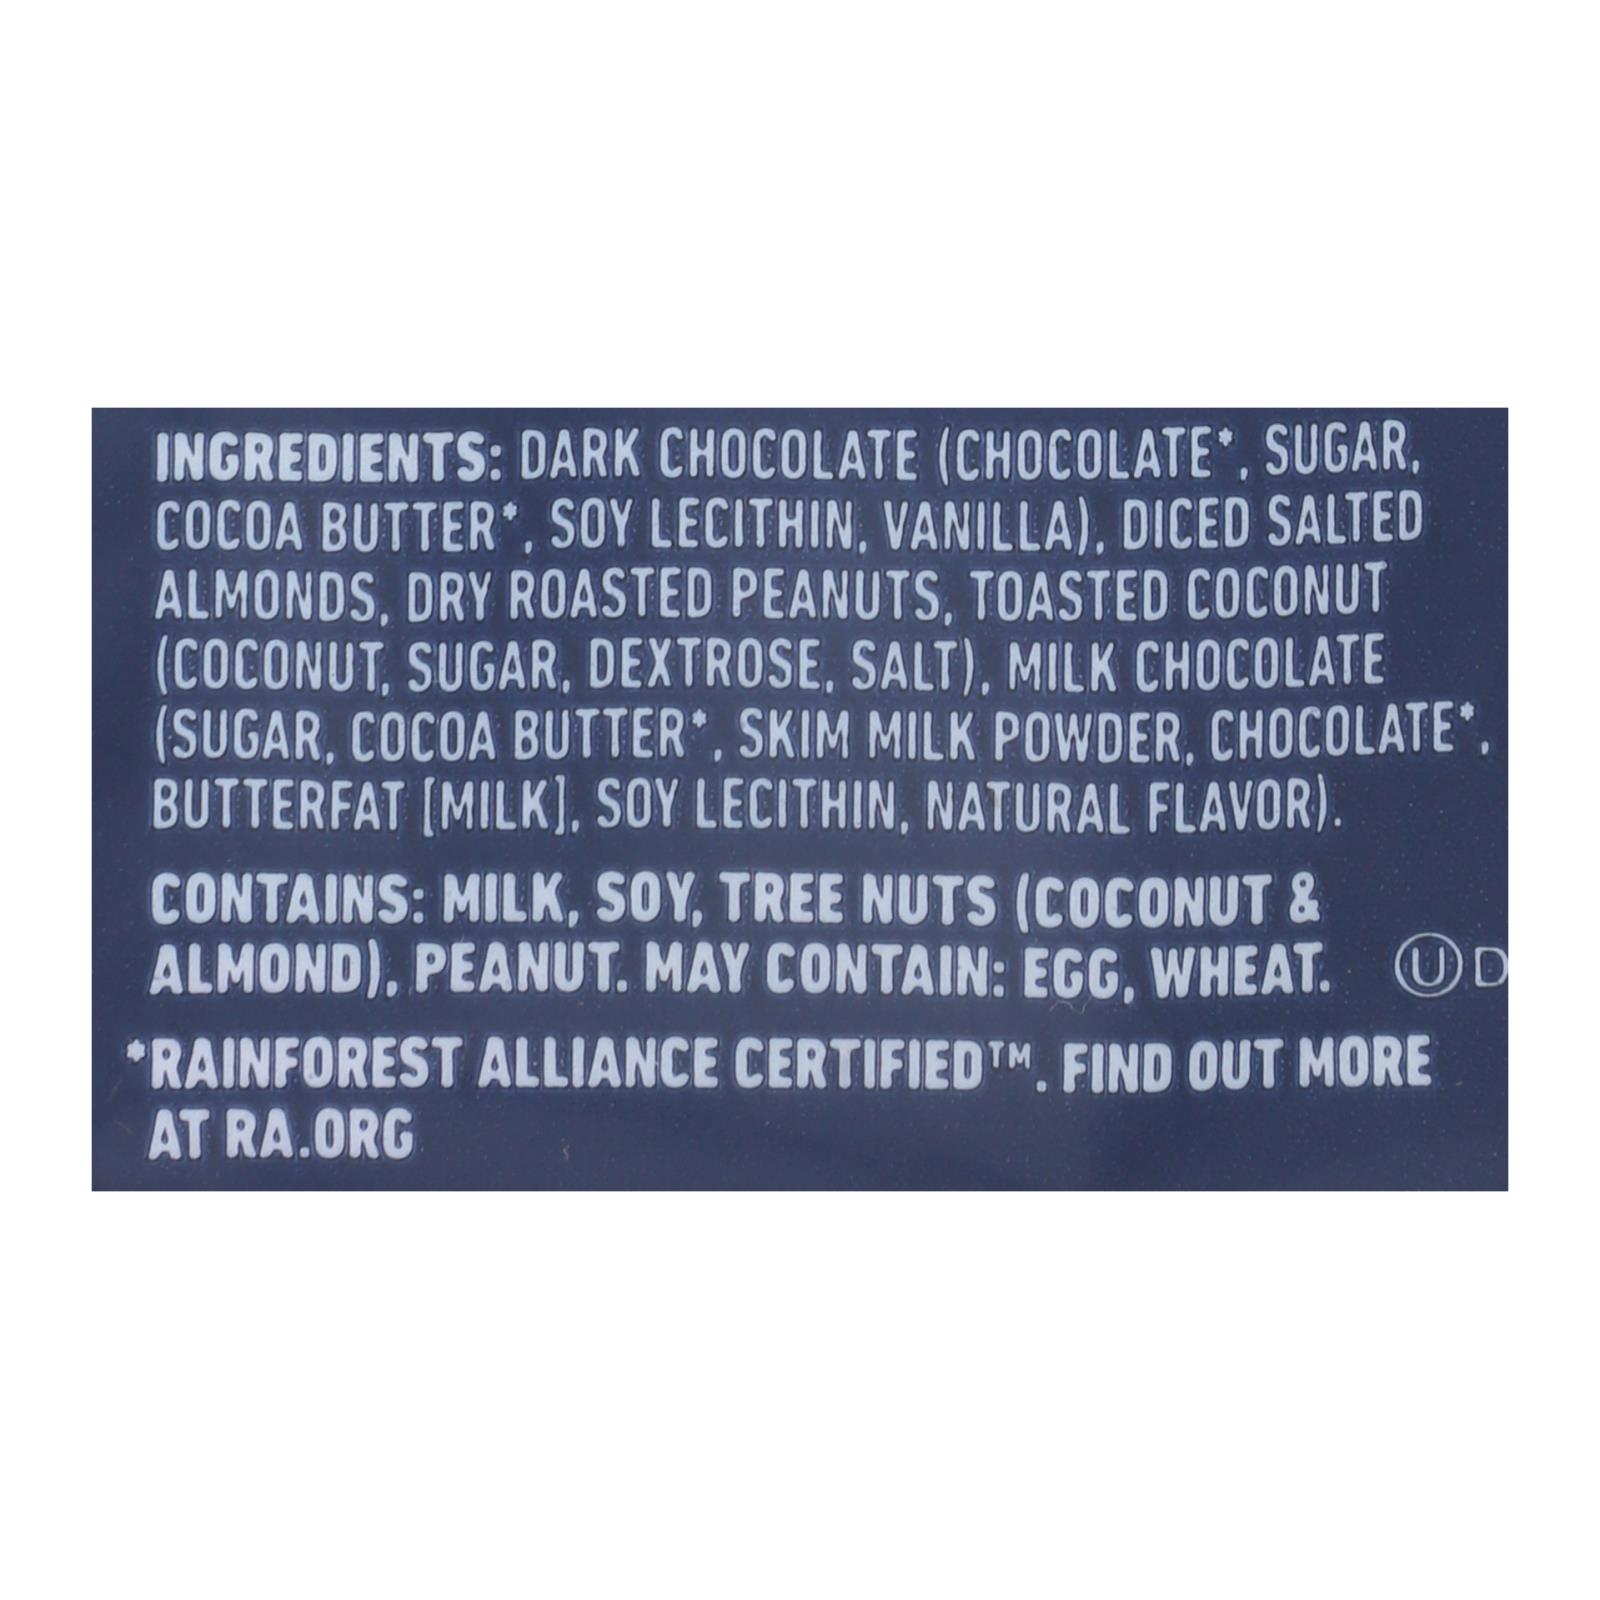 INGREDIENTS: DARK CHOCOLATE (CHOCOLATE*, SUGAR,
COCOA BUTTER*, SOY LECITHIN, VANILLA), DICED SALTED
ALMONDS, DRY ROASTED PEANUTS, TOASTED COCONUT
(COCONUT, SUGAR, DEXTROSE, SALT), MILK CHOCOLATE
(SUGAR, COCOA BUTTER*, SKIM MILK POWDER, CHOCOLATE*,
BUTTERFAT [MILK], SOY LECITHIN, NATURAL FLAVOR).
CONTAINS: MILK, SOY, TREE NUTS (COCONUT &
ALMOND), PEANUT. MAY CONTAIN: EGG, WHEAT. Ⓤ D
*RAINFOREST ALLIANCE CERTIFIED™. FIND OUT MORE
AT RA.ORG